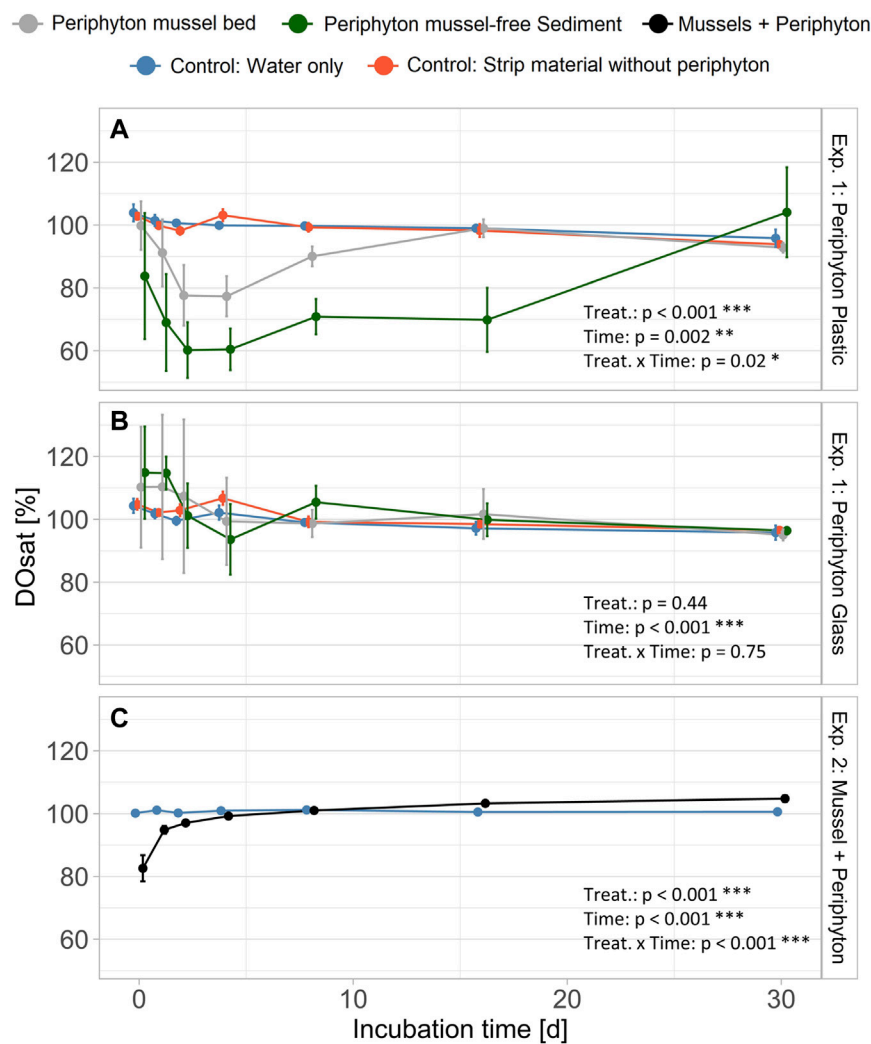 Periphyton mussel bed Periphyton mussel-free Sediment Mussels + Periphyton
Control: Water only Control: Strip material without periphyton
A
120
100
80
60
Treat.: p < 0.001 ***
Time: p = 0.002 **
Treat. x Time: p = 0.02 *
Exp. 1: Periphyton Plastic
B
120
100
80
60
Treat.: p = 0.44
Time: p < 0.001 ***
Treat. x Time: p = 0.75
Exp. 1: Periphyton Glass
DOsat [%]
C
120
100
80
60
Treat.: p < 0.001 ***
Time: p < 0.001 ***
Treat. x Time: p < 0.001 ***
Exp. 2: Mussel + Periphyton
0 10 20 30
Incubation time [d]